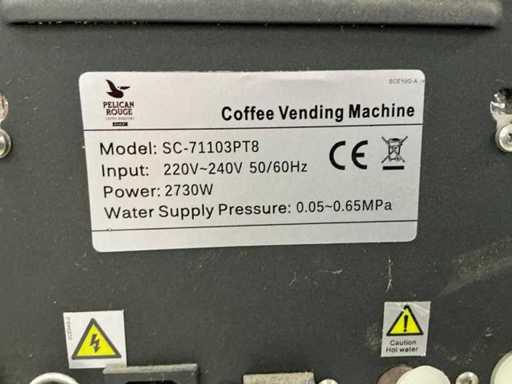 PELICAN
ROUGE
Coffee Vending Machine
Model: SC-71103PT8
Input: 220V~240V 50/60Hz
Power: 2730W
Water Supply Pressure: 0.05~0.65MPa
CE
Caution
Hot water